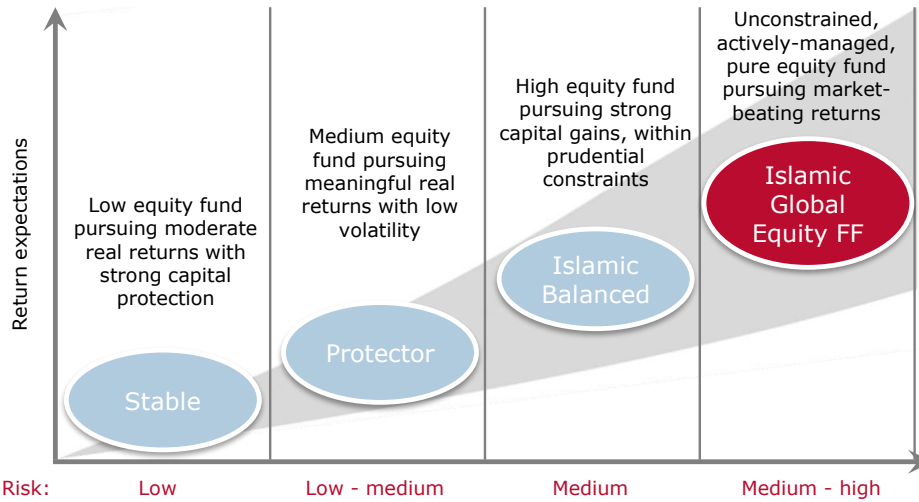 Return expectations
Low equity fund
pursuing moderate
real returns with
strong capital
protection
Stable
Medium equity
fund pursuing
meaningful real
returns with low
volatility
Protector
High equity fund
pursuing strong
capital gains, within
prudential
constraints
Islamic
Balanced
Unconstrained,
actively-managed,
pure equity fund
pursuing market-
beating returns
Islamic
Global
Equity FF
Risk: Low Low - medium Medium Medium - high